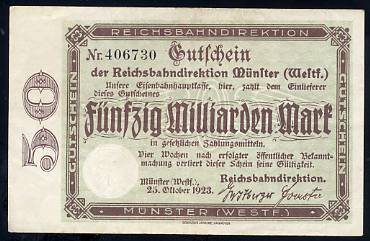 REICHSBAHNDIREKTION
Nr. 406730 Gutschein
der Reichsbahndirektion Münster (Westf.)
Unsere Eisenbahnhauptkasse, hier, zahlt dem Einlieferer
dieses Gutscheines
Fünfzig Milliarden Mark
in gesetzlichen Zahlungsmitteln.
Vier Wochen nach erfolgter öffentlicher Bekannt-
machung verliert dieser Schein seine Gültigkeit.
Münster (Westf.)
25. Oktober 1923.
Reichsbahndirektion.
MÜNSTER (WESTF.)
GUTSCHEIN
GUTSCHEIN
50